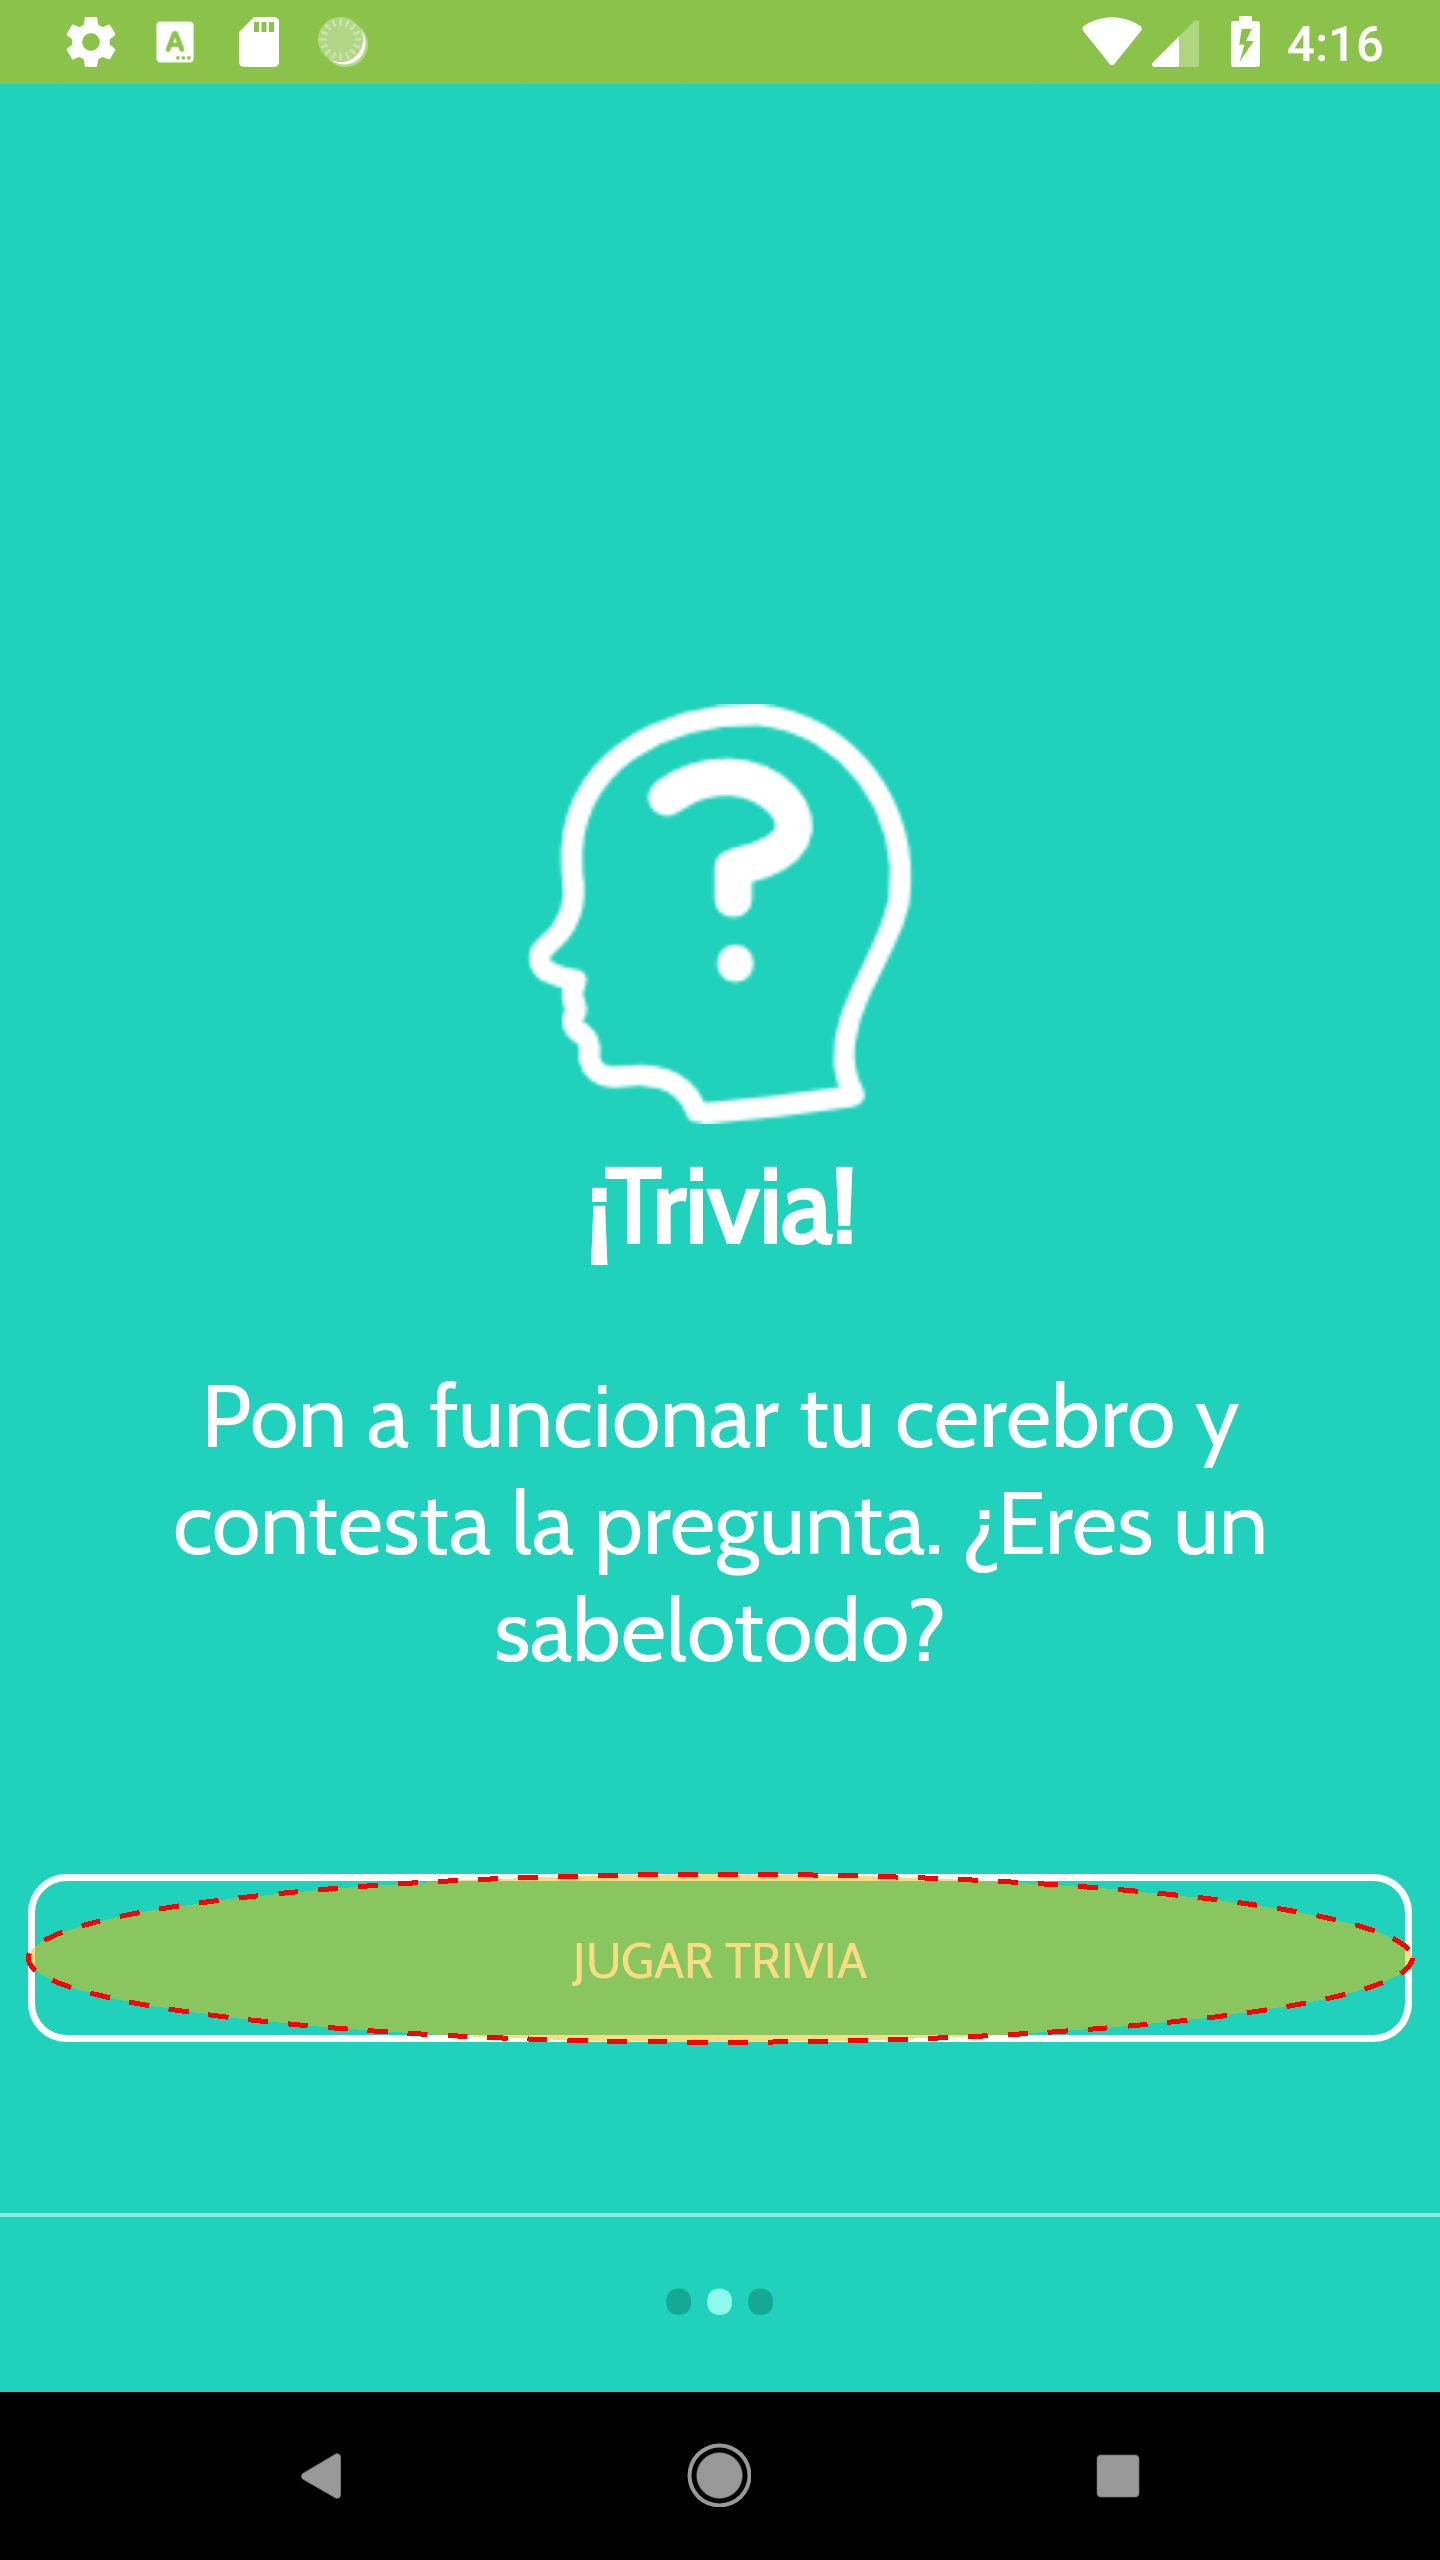 4:16
¡Trivia!
Pon a funcionar tu cerebro y
contesta la pregunta. ¿Eres un
sabelotodo?
JUGAR TRIVIA